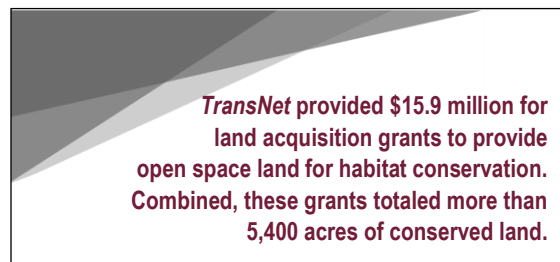 TransNet provided $15.9 million for
land acquisition grants to provide
open space land for habitat conservation.
Combined, these grants totaled more than
5,400 acres of conserved land.